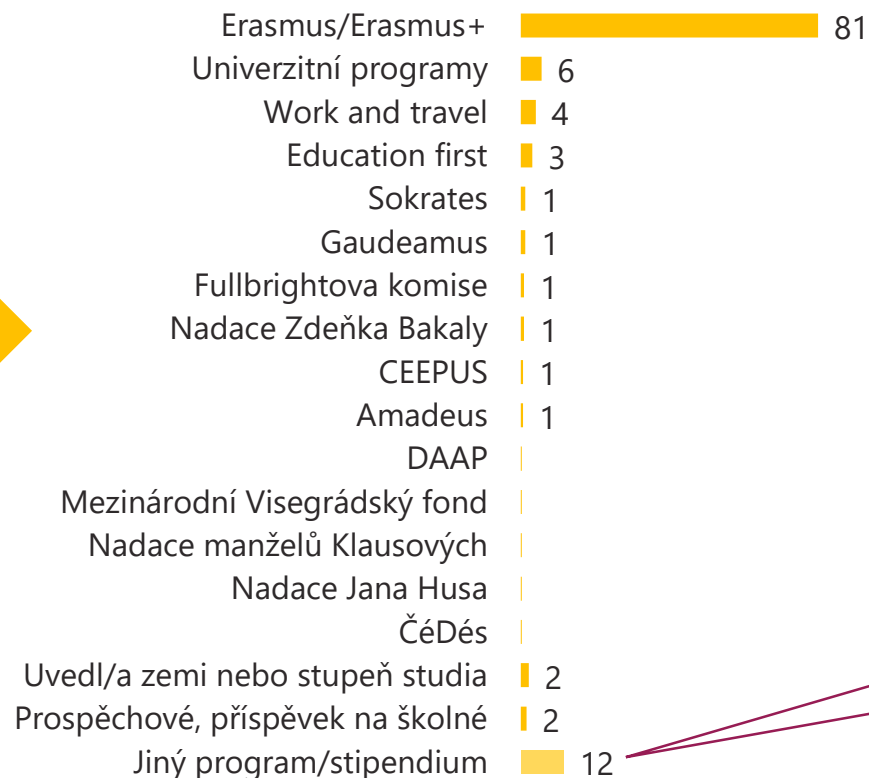 Erasmus/Erasmus+ 81
Univerzitní programy 6
Work and travel 4
Education first 3
Sokrates 1
Gaudeamus 1
Fullbrightova komise 1
Nadace Zdeňka Bakaly 1
CEEPUS 1
Amadeus 1
DAAP
Mezinárodní Visegrádský fond
Nadace manželů Klausových
Nadace Jana Husa
ČéDés
Uvedl/a zemi nebo stupeň studia 2
Prospěchové, příspěvek na školné 2
Jiný program/stipendium 12